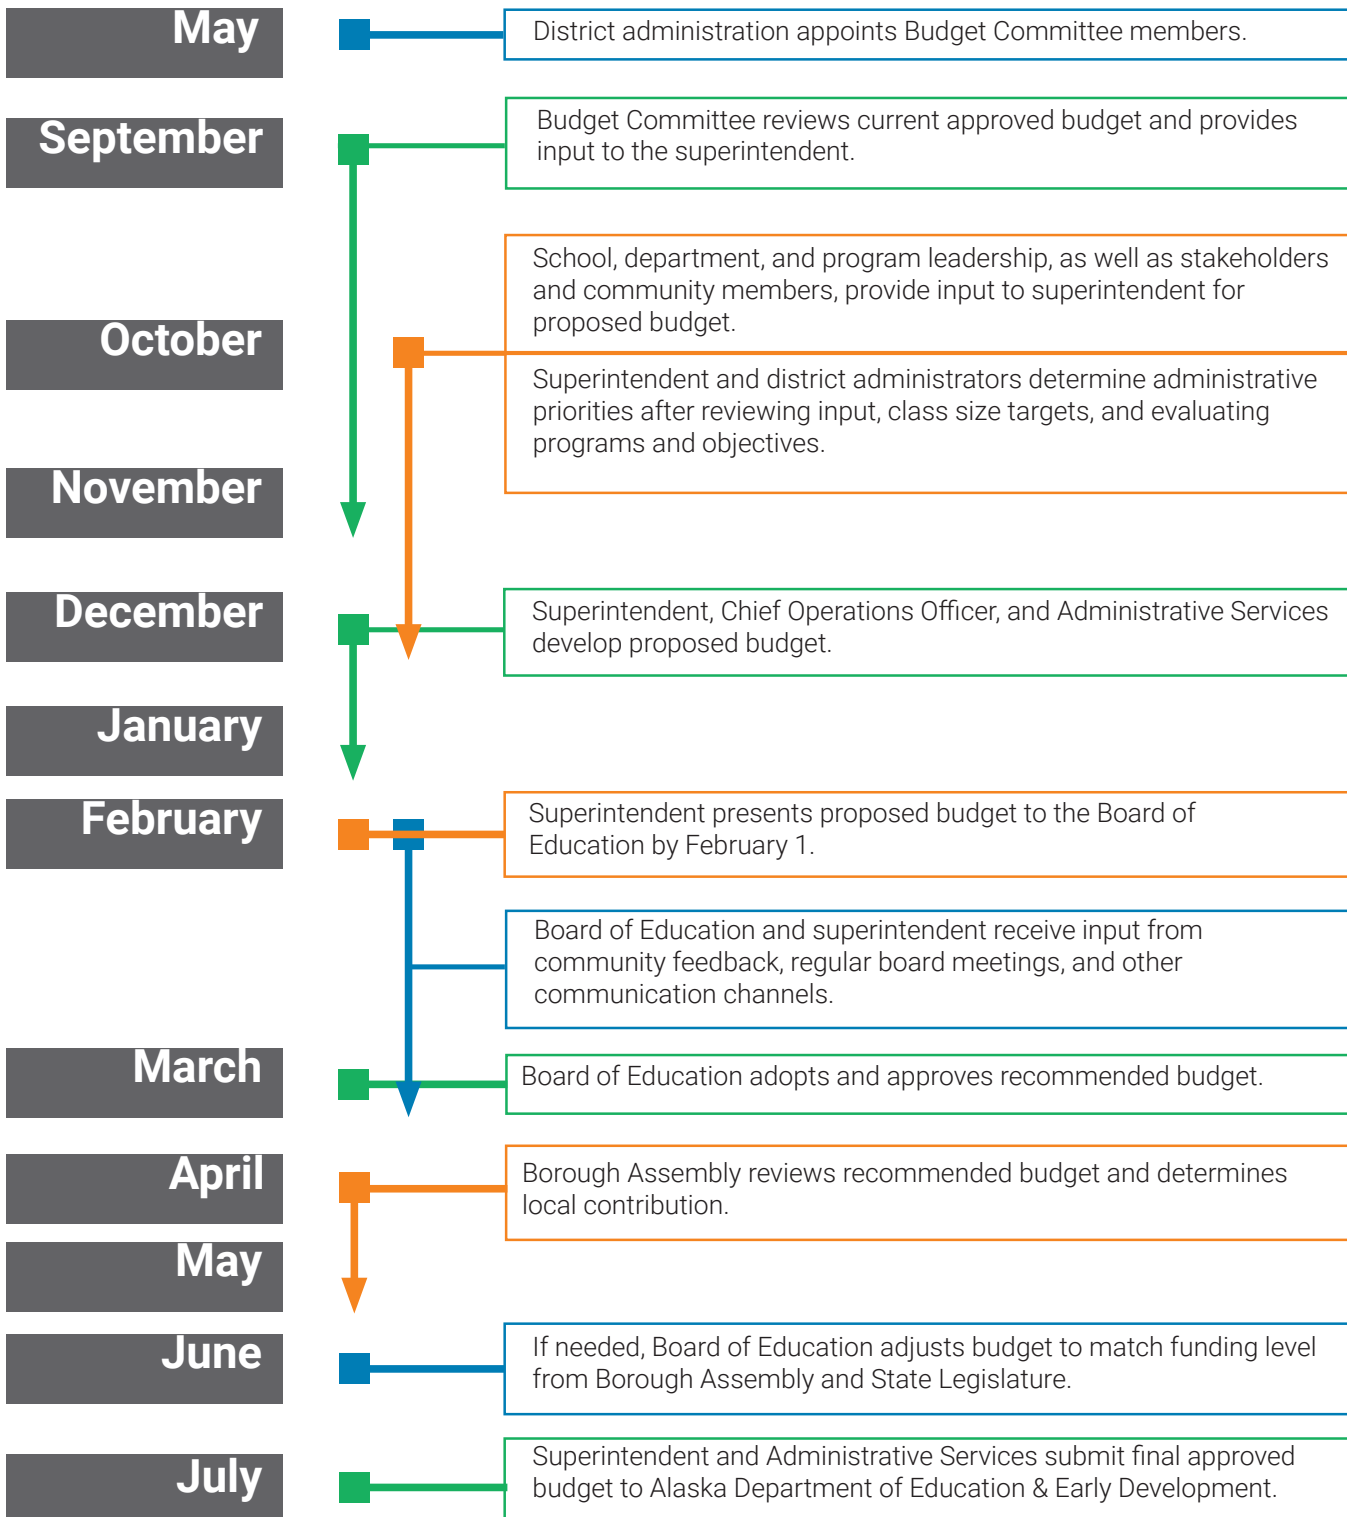 May
District administration appoints Budget Committee members.
September
Budget Committee reviews current approved budget and provides
input to the superintendent.
School, department, and program leadership, as well as stakeholders
and community members, provide input to superintendent for
proposed budget.
October
Superintendent and district administrators determine administrative
priorities after reviewing input, class size targets, and evaluating
programs and objectives.
November
December
Superintendent, Chief Operations Officer, and Administrative Services
develop proposed budget.
January
February
Superintendent presents proposed budget to the Board of
Education by February 1.
Board of Education and superintendent receive input from
community feedback, regular board meetings, and other
communication channels.
March
Board of Education adopts and approves recommended budget.
April
Borough Assembly reviews recommended budget and determines
local contribution.
May
June
If needed, Board of Education adjusts budget to match funding level
from Borough Assembly and State Legislature.
July
Superintendent and Administrative Services submit final approved
budget to Alaska Department of Education & Early Development.